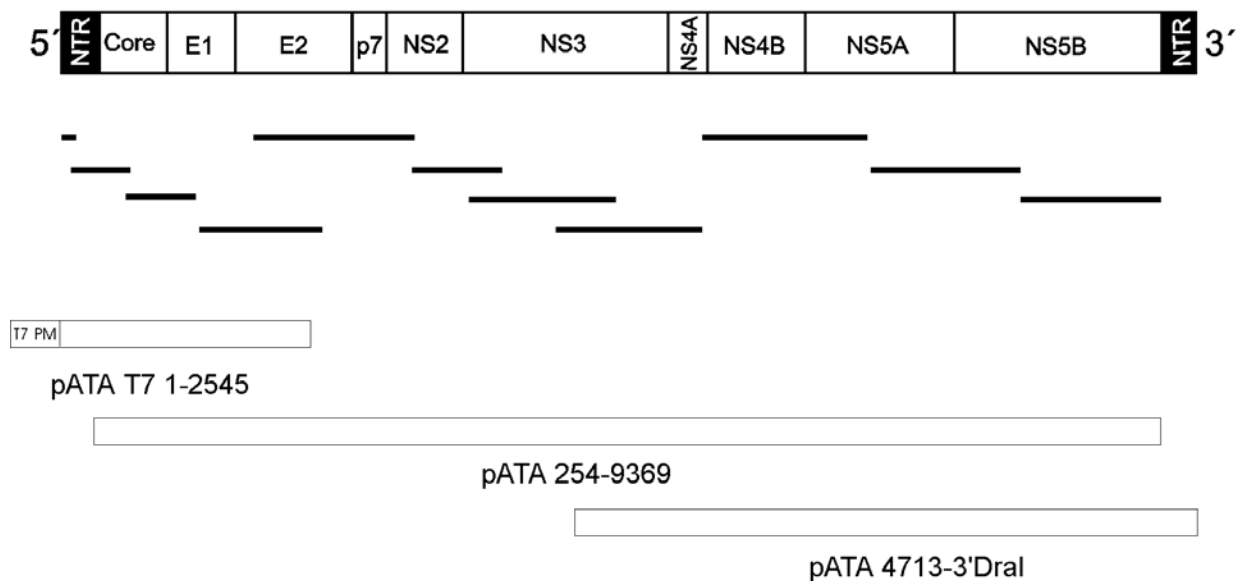 5´ NTR Core E1 E2 p7 NS2 NS3 NS4A NS4B NS5A NS5B NTR 3´
T7 PM
pATA T7 1-2545
pATA 254-9369
pATA 4713-3'DraI